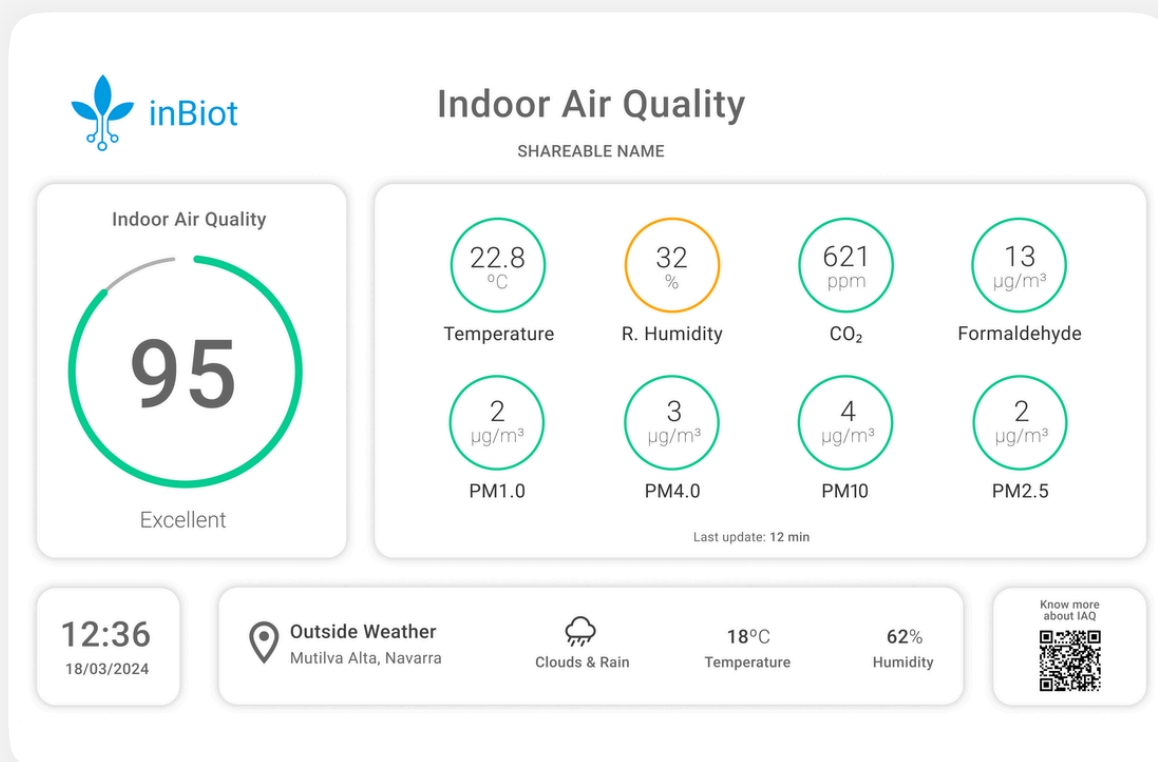 inBiot
Indoor Air Quality
SHAREABLE NAME
Indoor Air Quality
95
Excellent
22.8
ºC
Temperature
32
%
R. Humidity
621
ppm
CO₂
13
µg/m³
Formaldehyde
2
µg/m³
PM1.0
3
µg/m³
PM4.0
4
µg/m³
PM10
2
µg/m³
PM2.5
Last update: 12 min
12:36
18/03/2024
Outside Weather
Mutilva Alta, Navarra
Clouds & Rain
18ºC
Temperature
62%
Humidity
Know more
about IAQ